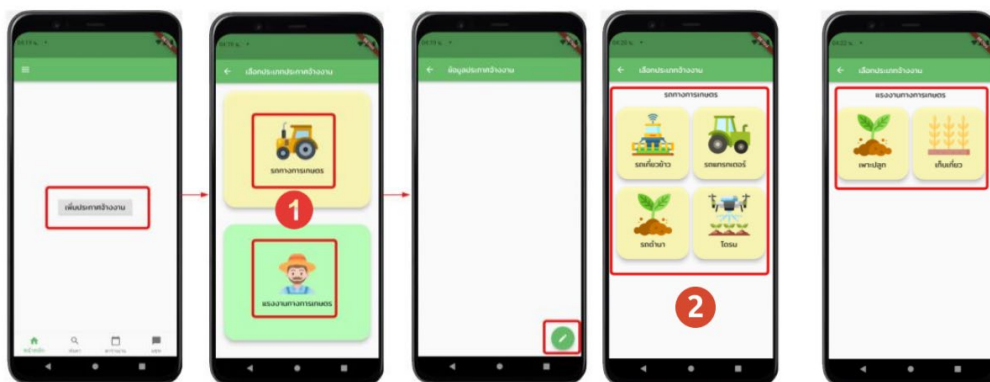 เพิ่มประกาศจ้างงาน
เลือกประเภทประกาศจ้างงาน
รถทางการเกษตร
1
แรงงานทางการเกษตร
ข้อมูลประกาศจ้างงาน
เลือกประเภทจ้างงาน
รถทางการเกษตร
รถเกี่ยวข้าว
รถแทรกเตอร์
รถดำนา
โดรน
2
เลือกประเภทจ้างงาน
แรงงานทางการเกษตร
เพาะปลูก
เก็บเกี่ยว